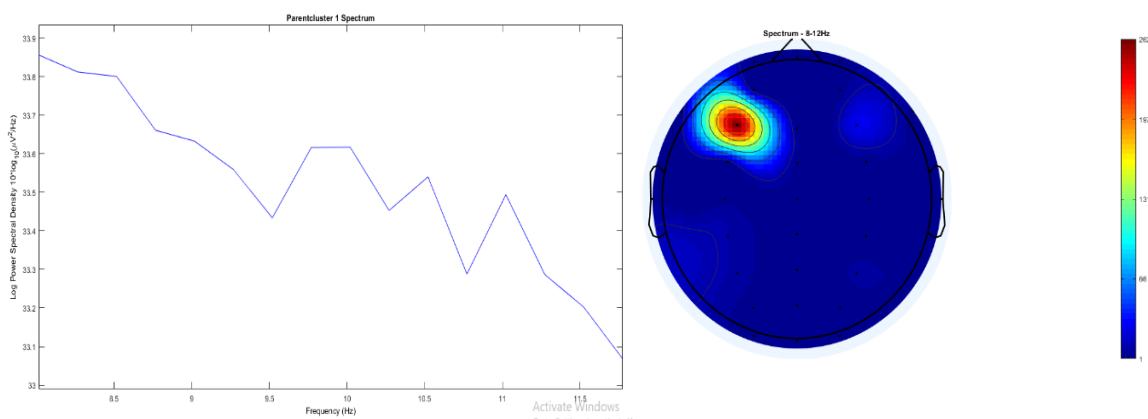 Parentcluster 1 Spectrum
Log Power Spectral Density 10*log10(μV²/Hz)
33.9
33.8
33.7
33.6
33.5
33.4
33.3
33.2
33.1
33
8.5 9 9.5 10 10.5 11 11.5
Frequency (Hz)
Spectrum - 8-12Hz
66
1
Activate Windows